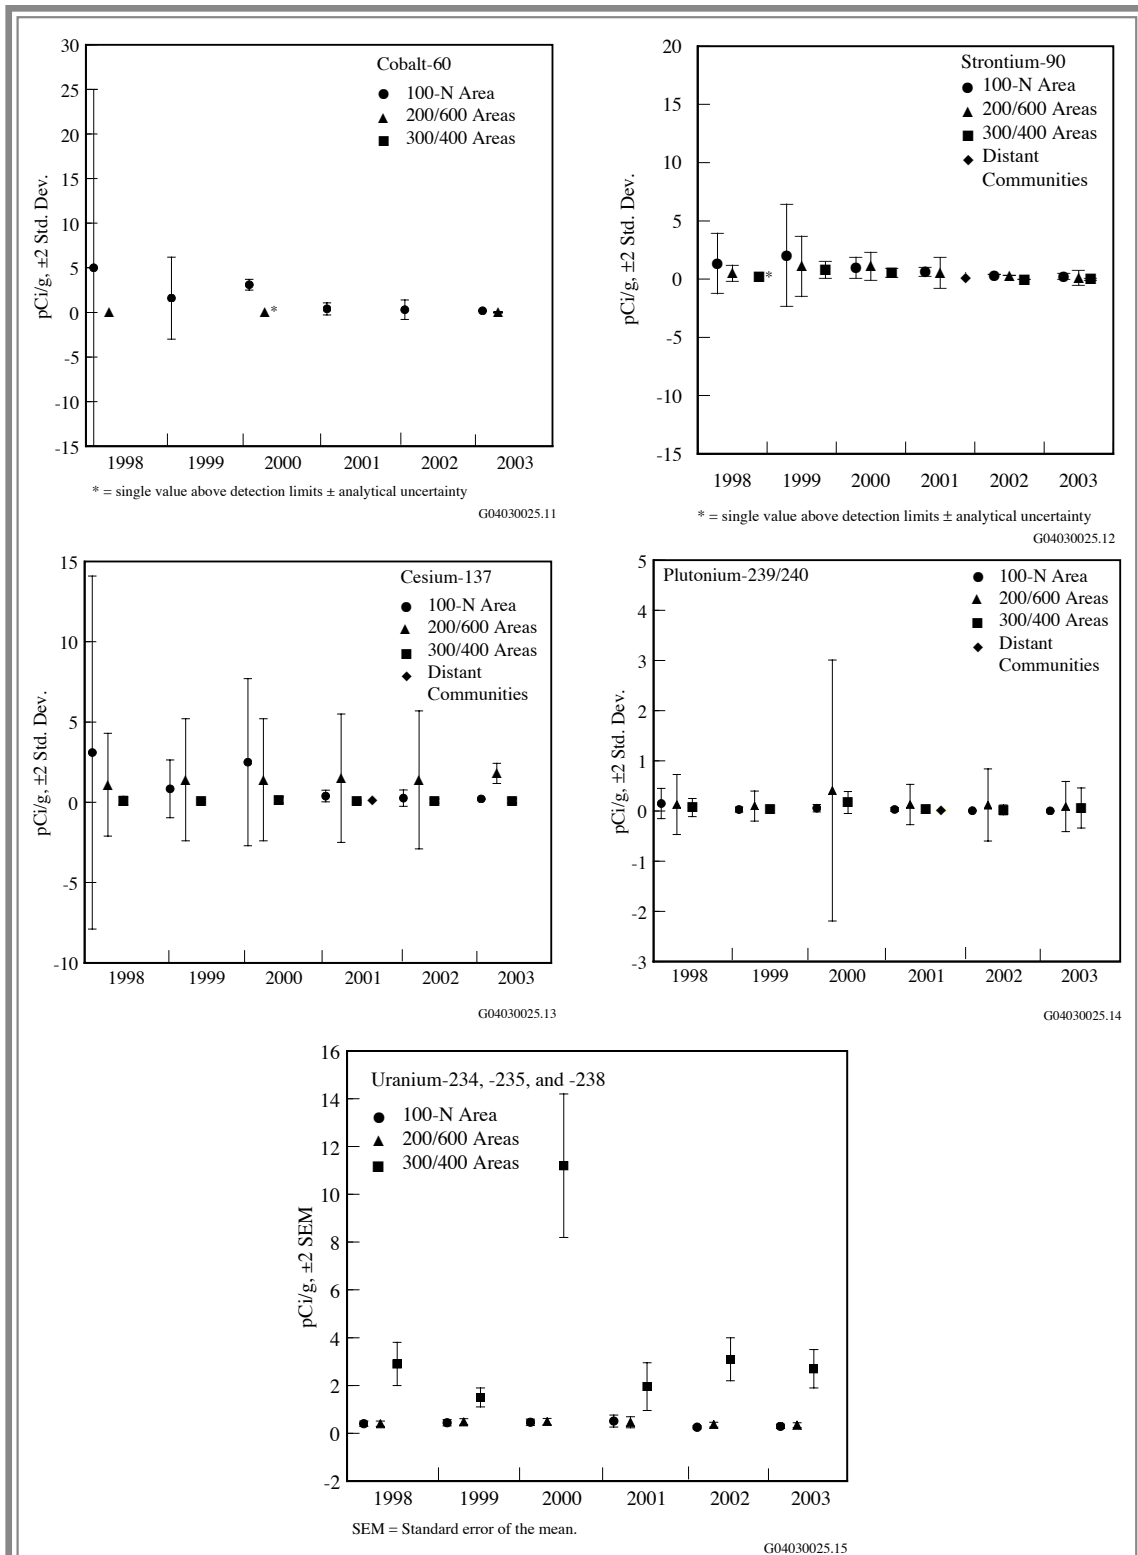 30
25
20
15
10
5
0
-5
-10
-15
pCi/g, ±2 Std. Dev.
Cobalt-60
100-N Area
200/600 Areas
300/400 Areas
*
1998 1999 2000 2001 2002 2003
* = single value above detection limits ± analytical uncertainty
G04030025.11
20
15
10
5
0
-5
-10
-15
pCi/g, ±2 Std. Dev.
Strontium-90
100-N Area
200/600 Areas
300/400 Areas
Distant
Communities
*
1998 1999 2000 2001 2002 2003
* = single value above detection limits ± analytical uncertainty
G04030025.12
15
10
5
0
-5
-10
pCi/g, ±2 Std. Dev.
Cesium-137
100-N Area
200/600 Areas
300/400 Areas
Distant
Communities
1998 1999 2000 2001 2002 2003
G04030025.13
5
4
3
2
1
0
-1
-2
-3
pCi/g, ±2 Std. Dev.
Plutonium-239/240
100-N Area
200/600 Areas
300/400 Areas
Distant
Communities
1998 1999 2000 2001 2002 2003
G04030025.14
16
14
12
10
8
6
4
2
0
-2
pCi/g, ±2 SEM
Uranium-234, -235, and -238
100-N Area
200/600 Areas
300/400 Areas
1998 1999 2000 2001 2002 2003
SEM = Standard error of the mean.
G04030025.15